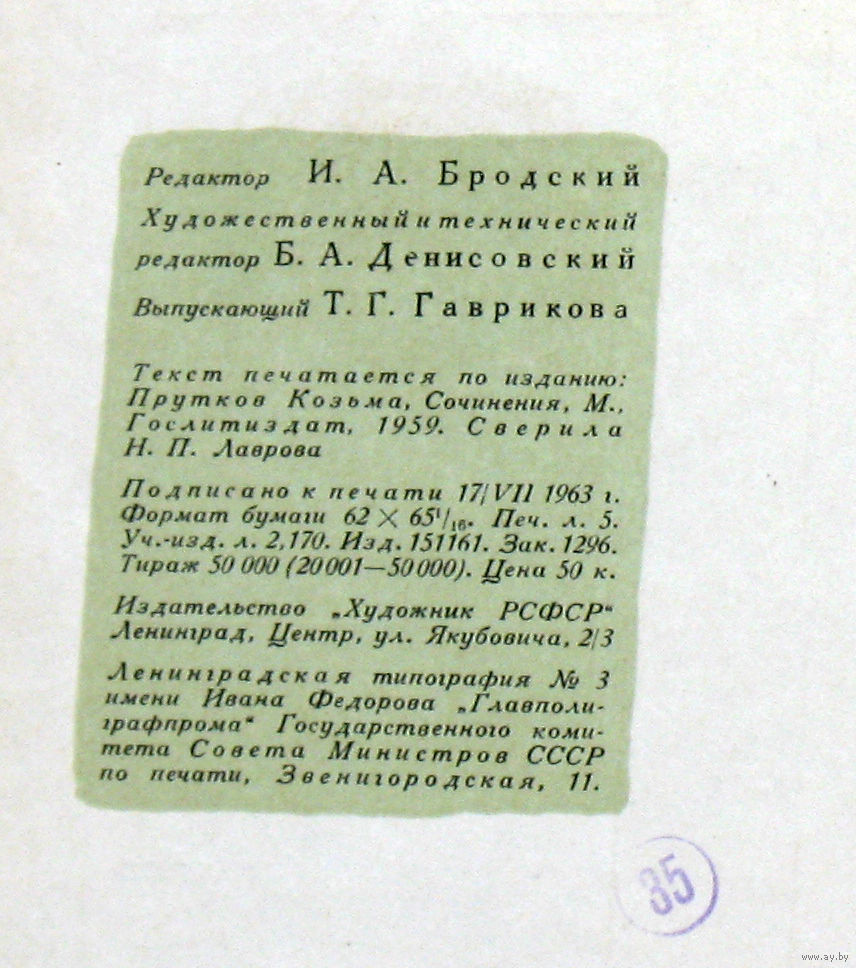 Редактор И. А. Бродский
Художественный и технический
редактор Б. А. Денисовский
Выпускающий Т. Г. Гаврикова
Текст печатается по изданию:
Прутков Козьма, Сочинения, М.,
Гослитиздат, 1959. Сверила
Н. П. Лаврова
Подписано к печати 17/VII 1963 г.
Формат бумаги 62 × 65¹/₁₆. Печ. л. 5.
Уч.-изд. л. 2,170. Изд. 151161. Зак. 1296.
Тираж 50 000 (20 001—50 000). Цена 50 к.
Издательство „Художник РСФСР“
Ленинград, Центр, ул. Якубовича, 2/3
Ленинградская типография № 3
имени Ивана Федорова „Главполи-
графпрома“ Государственного коми-
тета Совета Министров СССР
по печати, Звенигородская, 11.
35
www.ay.by